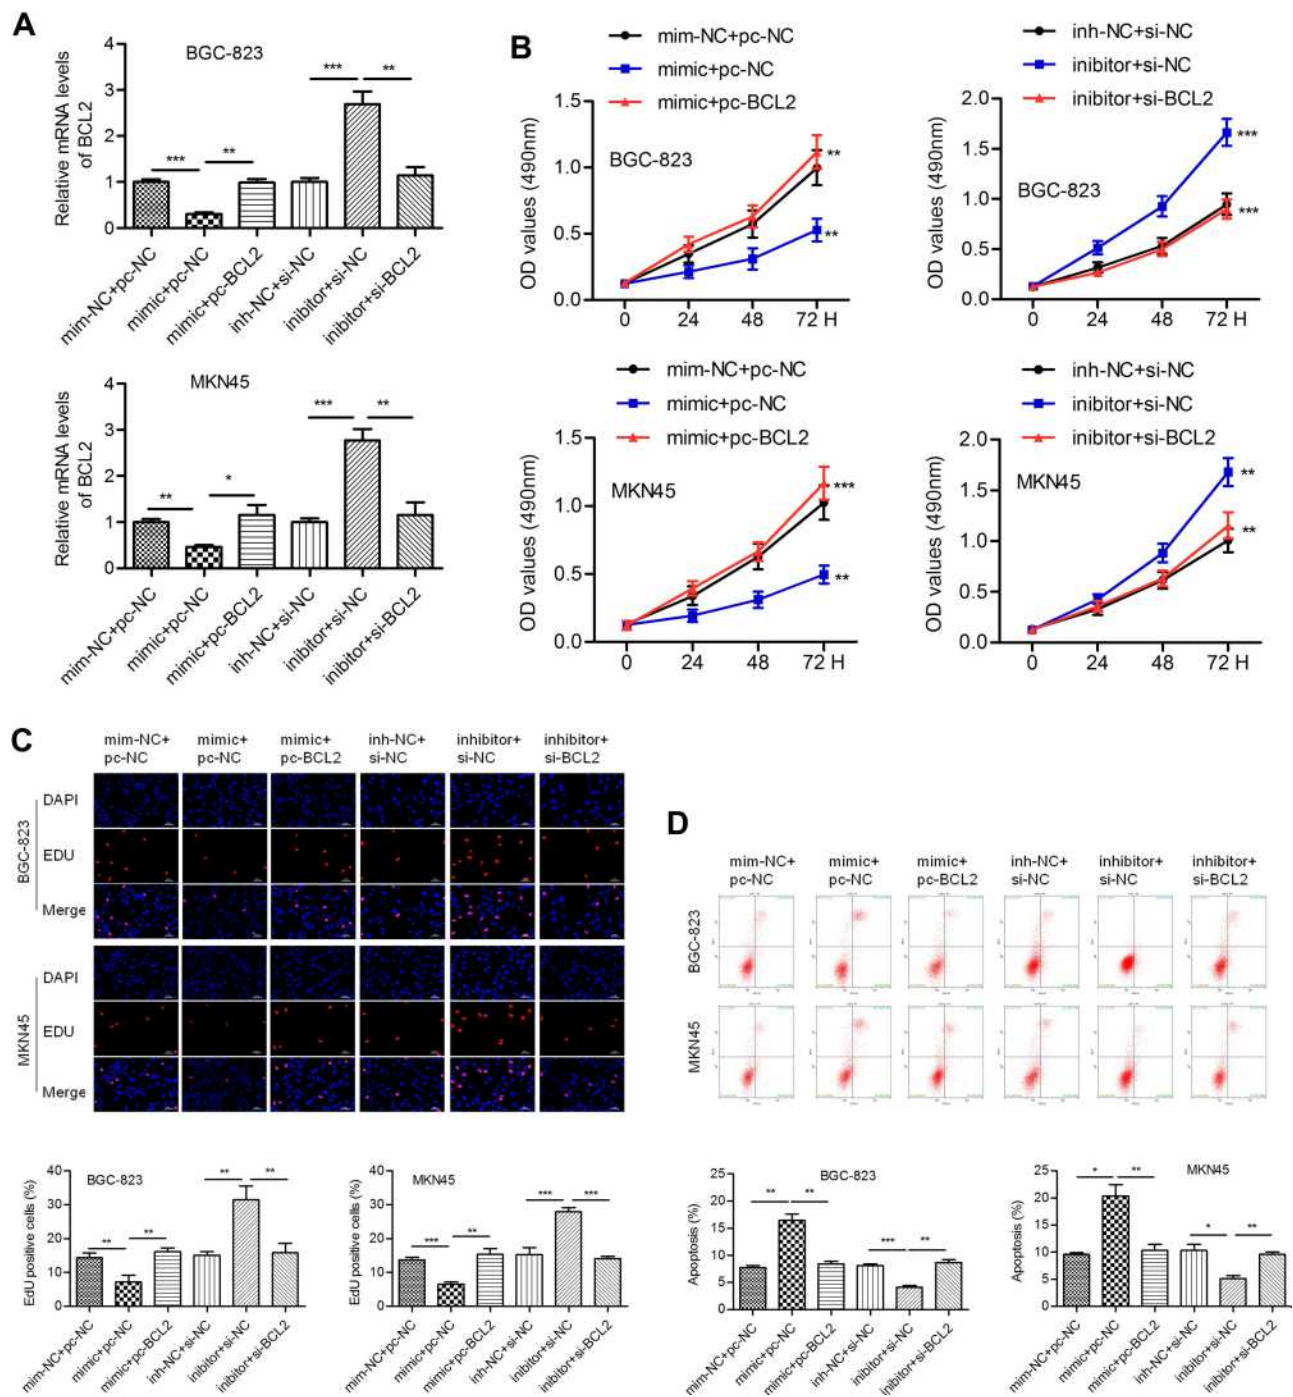 A
BGC-823
Relative mRNA levels
of BCL2
4
3
2
1
0
***
**
***
**
mim-NC+pc-NC
mimic+pc-NC
mimic+pc-BCL2
inh-NC+si-NC
inibitor+si-NC
inibitor+si-BCL2
MKN45
Relative mRNA levels
of BCL2
4
3
2
1
0
**
*
***
**
mim-NC+pc-NC
mimic+pc-NC
mimic+pc-BCL2
inh-NC+si-NC
inibitor+si-NC
inibitor+si-BCL2
B
mim-NC+pc-NC
mimic+pc-NC
mimic+pc-BCL2
BGC-823
OD values (490nm)
1.5
1.0
0.5
0.0
**
**
0 24 48 72 H
inh-NC+si-NC
inibitor+si-NC
inibitor+si-BCL2
BGC-823
OD values (490nm)
2.0
1.5
1.0
0.5
0.0
***
***
0 24 48 72 H
mim-NC+pc-NC
mimic+pc-NC
mimic+pc-BCL2
MKN45
OD values (490nm)
1.5
1.0
0.5
0.0
***
**
0 24 48 72 H
inh-NC+si-NC
inibitor+si-NC
inibitor+si-BCL2
MKN45
OD values (490nm)
2.0
1.5
1.0
0.5
0.0
**
**
0 24 48 72 H
C
mim-NC+ mimic+ mimic+ inh-NC+ inhibitor+ inhibitor+
pc-NC pc-NC pc-BCL2 si-NC si-NC si-BCL2
BGC-823
DAPI
EDU
Merge
MKN45
DAPI
EDU
Merge
BGC-823
EdU positive cells (%)
40
30
20
10
0
**
**
**
**
mim-NC+pc-NC
mimic+pc-NC
mimic+pc-BCL2
inh-NC+si-NC
inibitor+si-NC
inibitor+si-BCL2
MKN45
EdU positive cells (%)
40
30
20
10
0
***
**
***
***
mim-NC+pc-NC
mimic+pc-NC
mimic+pc-BCL2
inh-NC+si-NC
inibitor+si-NC
inibitor+si-BCL2
D
mim-NC+ mimic+ mimic+ inh-NC+ inhibitor+ inhibitor+
pc-NC pc-NC pc-BCL2 si-NC si-NC si-BCL2
BGC-823
MKN45
BGC-823
Apoptosis (%)
25
20
15
10
5
0
**
**
***
**
mim-NC+pc-NC
mimic+pc-NC
mimic+pc-BCL2
inh-NC+si-NC
inibitor+si-NC
inibitor+si-BCL2
MKN45
Apoptosis (%)
25
20
15
10
5
0
*
**
*
**
mim-NC+pc-NC
mimic+pc-NC
mimic+pc-BCL2
inh-NC+si-NC
inibitor+si-NC
inibitor+si-BCL2